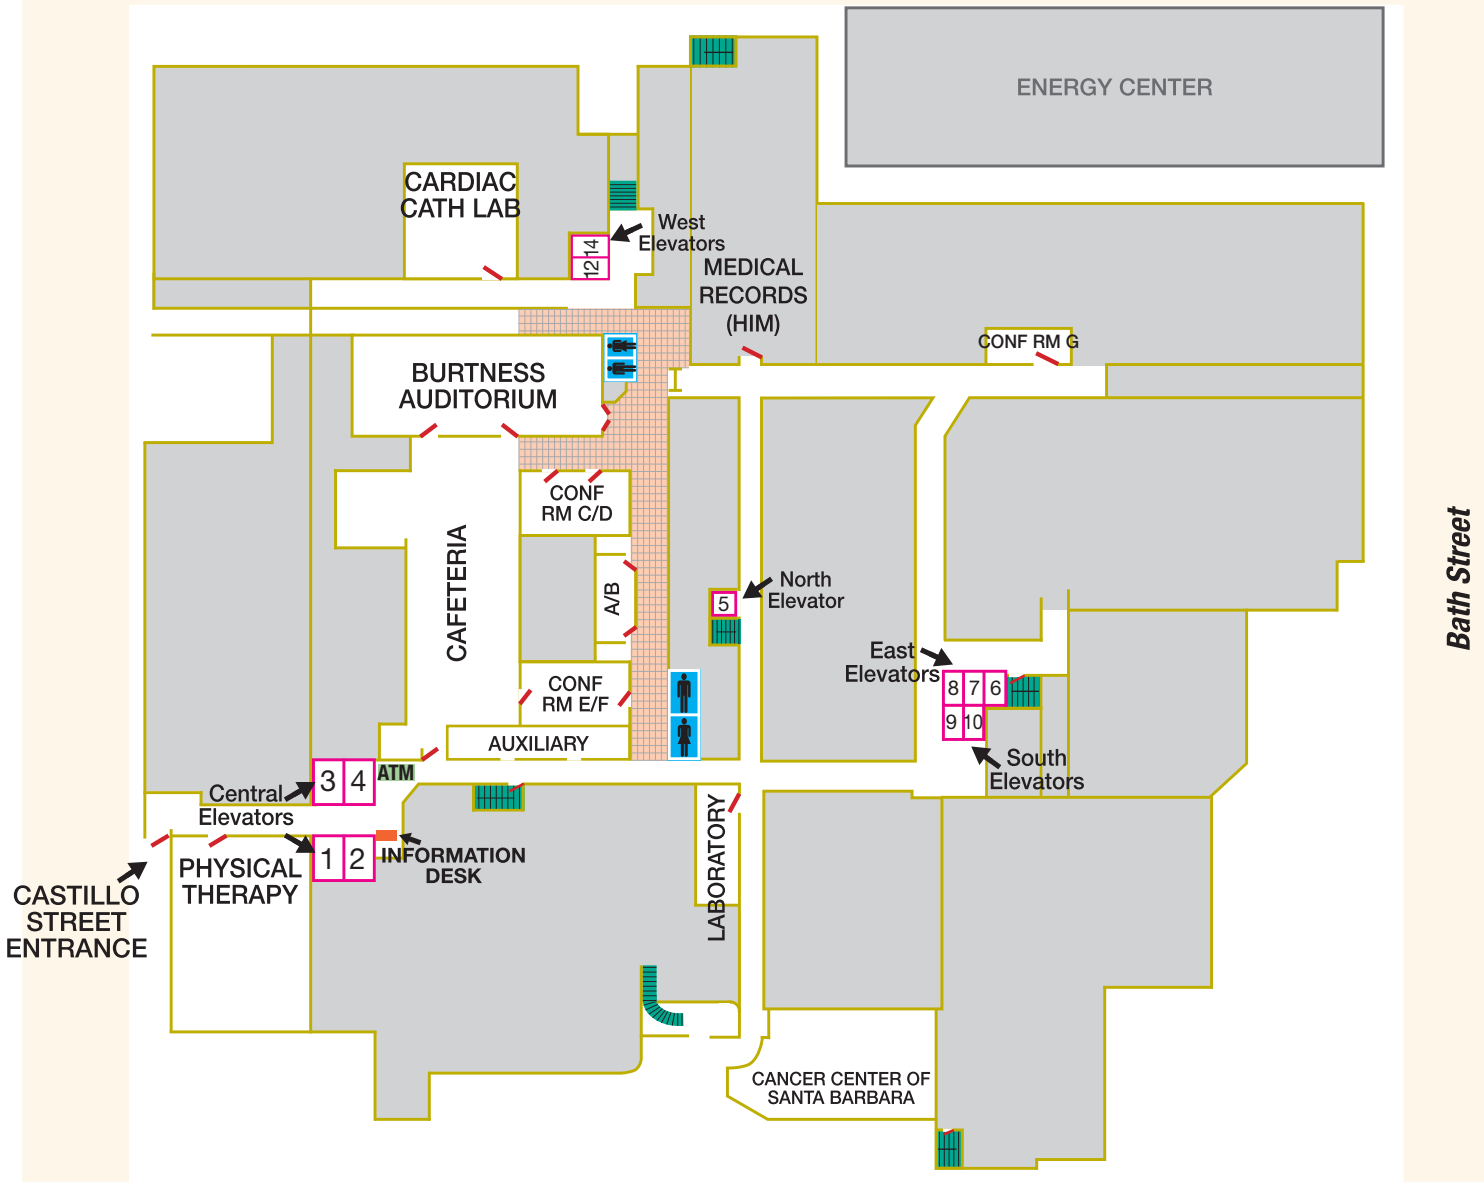 ENERGY CENTER
CARDIAC
CATH LAB
West
Elevators
14
12
MEDICAL
RECORDS
(HIM)
CONF RM G
BURTNESS
AUDITORIUM
CONF
RM C/D
CAFETERIA
A/B
North
Elevator
5
Bath Street
East
Elevators
8 7 6
9 10
South
Elevators
CONF
RM E/F
AUXILIARY
ATM
3 4
Central
Elevators
1 2
INFORMATION
DESK
PHYSICAL
THERAPY
CASTILLO
STREET
ENTRANCE
LABORATORY
CANCER CENTER OF
SANTA BARBARA